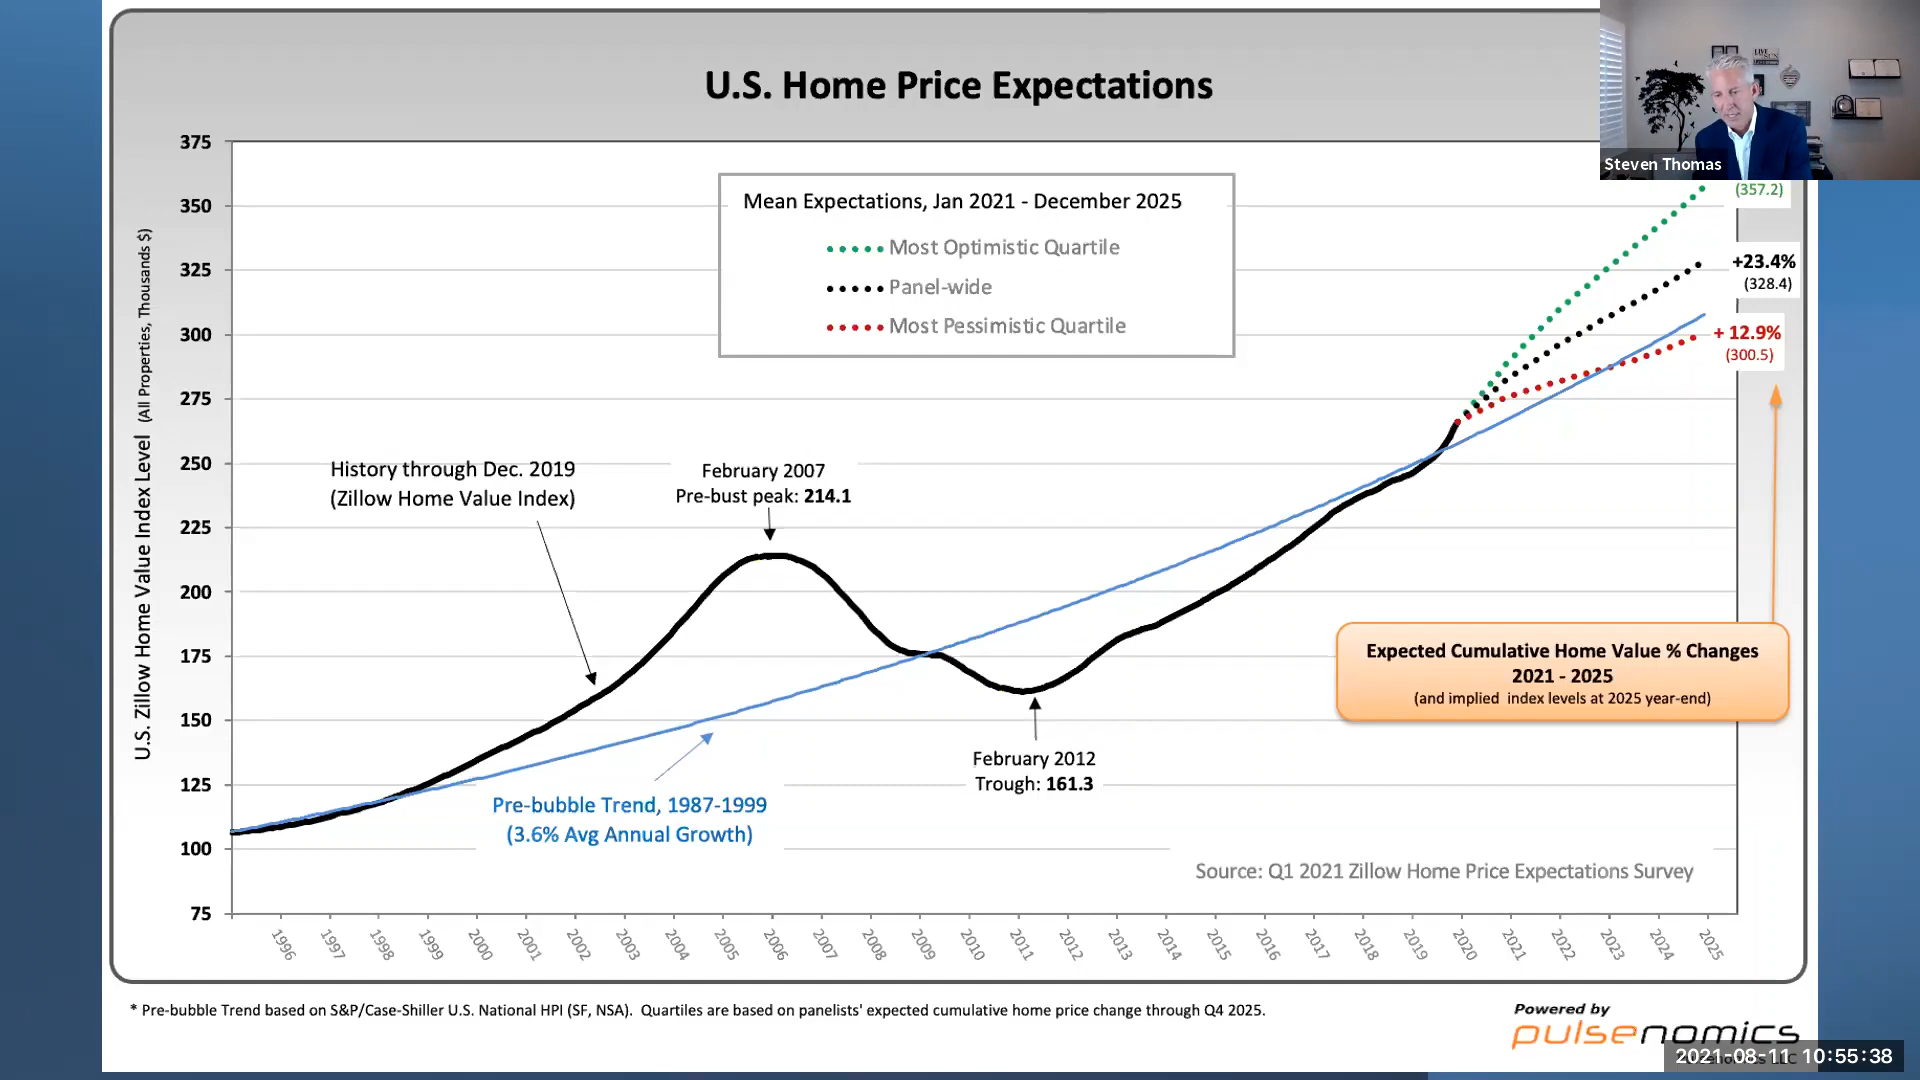 U.S. Home Price Expectations
Steven Thomas
LIVE
375
350
325
300
275
250
225
200
175
150
125
100
75
U.S. Zillow Home Value Index Level (All Properties, Thousands $)
Mean Expectations, Jan 2021 - December 2025
Most Optimistic Quartile
Panel-wide
Most Pessimistic Quartile
(357.2)
+23.4%
(328.4)
+ 12.9%
(300.5)
History through Dec. 2019
(Zillow Home Value Index)
February 2007
Pre-bust peak: 214.1
February 2012
Trough: 161.3
Pre-bubble Trend, 1987-1999
(3.6% Avg Annual Growth)
Expected Cumulative Home Value % Changes
2021 - 2025
(and implied index levels at 2025 year-end)
Source: Q1 2021 Zillow Home Price Expectations Survey
1996 1997 1998 1999 2000 2001 2002 2003 2004 2005 2006 2007 2008 2009 2010 2011 2012 2013 2014 2015 2016 2017 2018 2019 2020 2021 2022 2023 2024 2025
* Pre-bubble Trend based on S&P/Case-Shiller U.S. National HPI (SF, NSA). Quartiles are based on panelists' expected cumulative home price change through Q4 2025.
Powered by
pulsenomics
2021-08-11 10:55:38